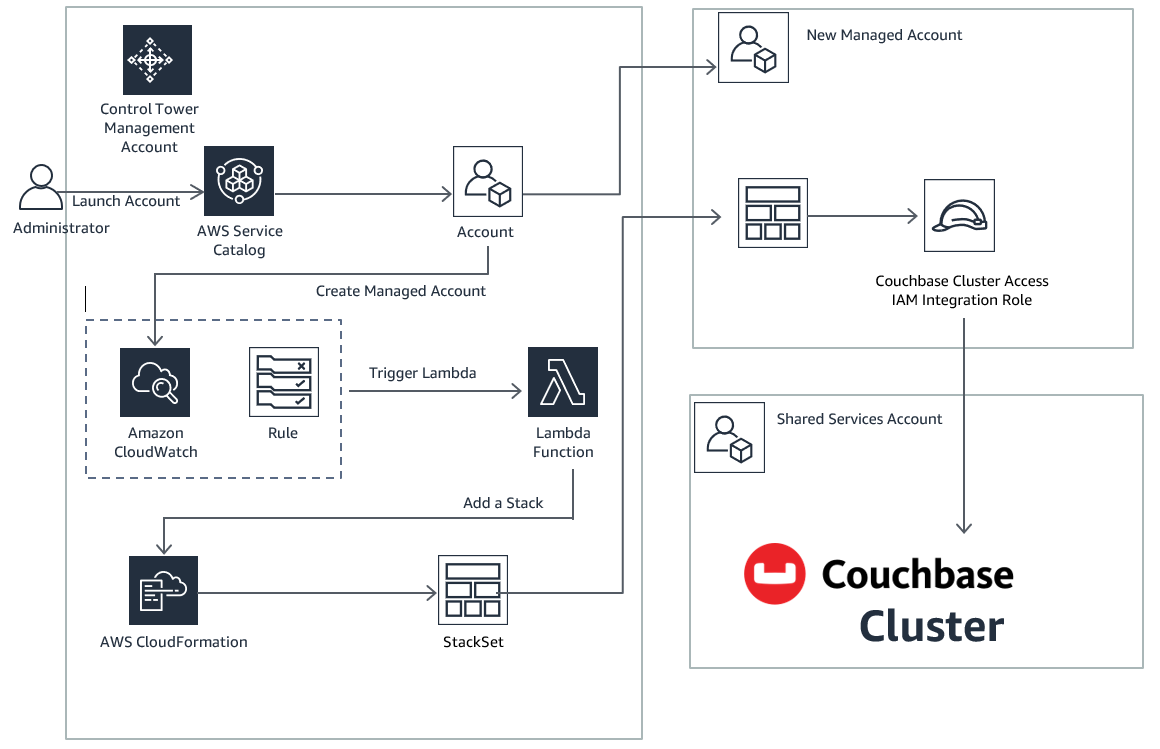 New Managed Account
Control Tower
Management
Account
Launch Account
Administrator
AWS Service
Catalog
Account
Create Managed Account
Couchbase Cluster Access
IAM Integration Role
Trigger Lambda
Amazon
CloudWatch
Rule
Lambda
Function
Shared Services Account
Add a Stack
Couchbase
Cluster
AWS CloudFormation
StackSet